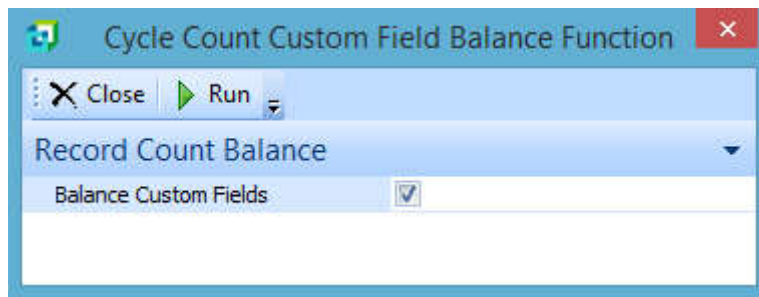 Cycle Count Custom Field Balance Function
Close Run
Record Count Balance
Balance Custom Fields